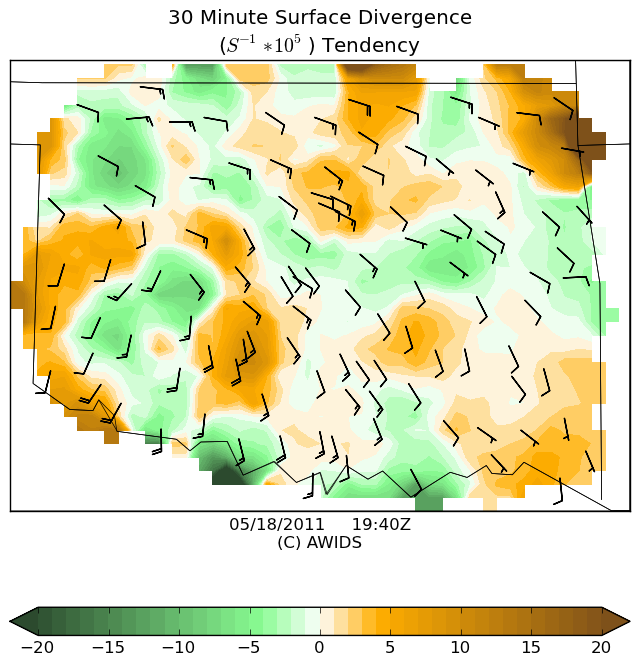 30 Minute Surface Divergence
(S⁻¹ *10⁵ ) Tendency
05/18/2011 19:40Z
(C) AWIDS
−20 −15 −10 −5 0 5 10 15 20